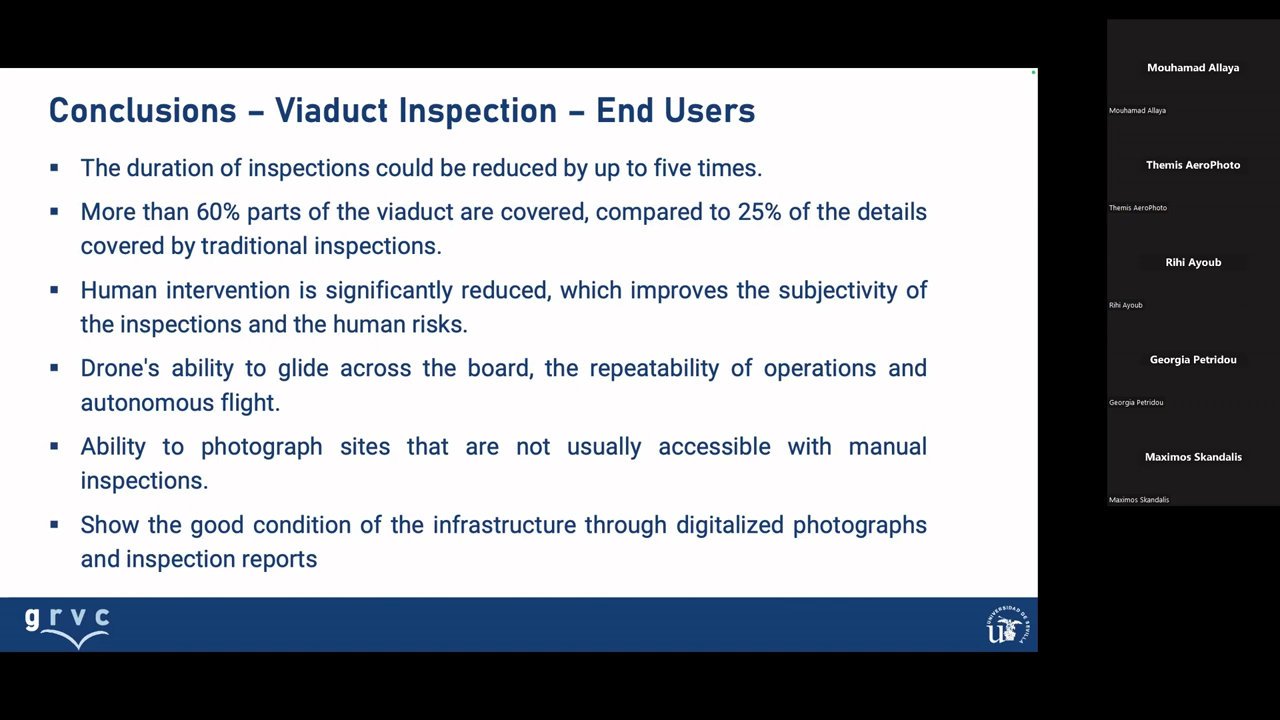 Conclusions – Viaduct Inspection – End Users
▪ The duration of inspections could be reduced by up to five times.
▪ More than 60% parts of the viaduct are covered, compared to 25% of the details
covered by traditional inspections.
▪ Human intervention is significantly reduced, which improves the subjectivity of
the inspections and the human risks.
▪ Drone's ability to glide across the board, the repeatability of operations and
autonomous flight.
▪ Ability to photograph sites that are not usually accessible with manual
inspections.
▪ Show the good condition of the infrastructure through digitalized photographs
and inspection reports
grvc
UNIVERSIDAD DE SEVILLA
Mouhamad Allaya
Mouhamad Allaya
Themis AeroPhoto
Themis AeroPhoto
Rihi Ayoub
Rihi Ayoub
Georgia Petridou
Georgia Petridou
Maximos Skandalis
Maximos Skandalis